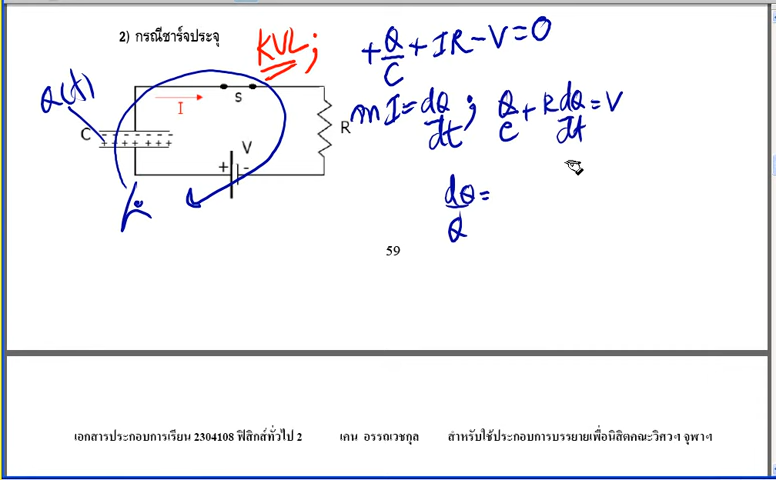 2) กรณีชาร์จประจุ
KVL;
+Q/C + IR - V = 0
Q(t)
I
S
C
R
V
+ -
I = dQ/dt ; Q/C + R dQ/dt = V
dQ/Q =
59
เอกสารประกอบการเรียน 2304108 ฟิสิกส์ทั่วไป 2 เคน อรรถเวชกุล สำหรับใช้ประกอบการบรรยายเพื่อนิสิตคณะวิศวฯ จุฬาฯ